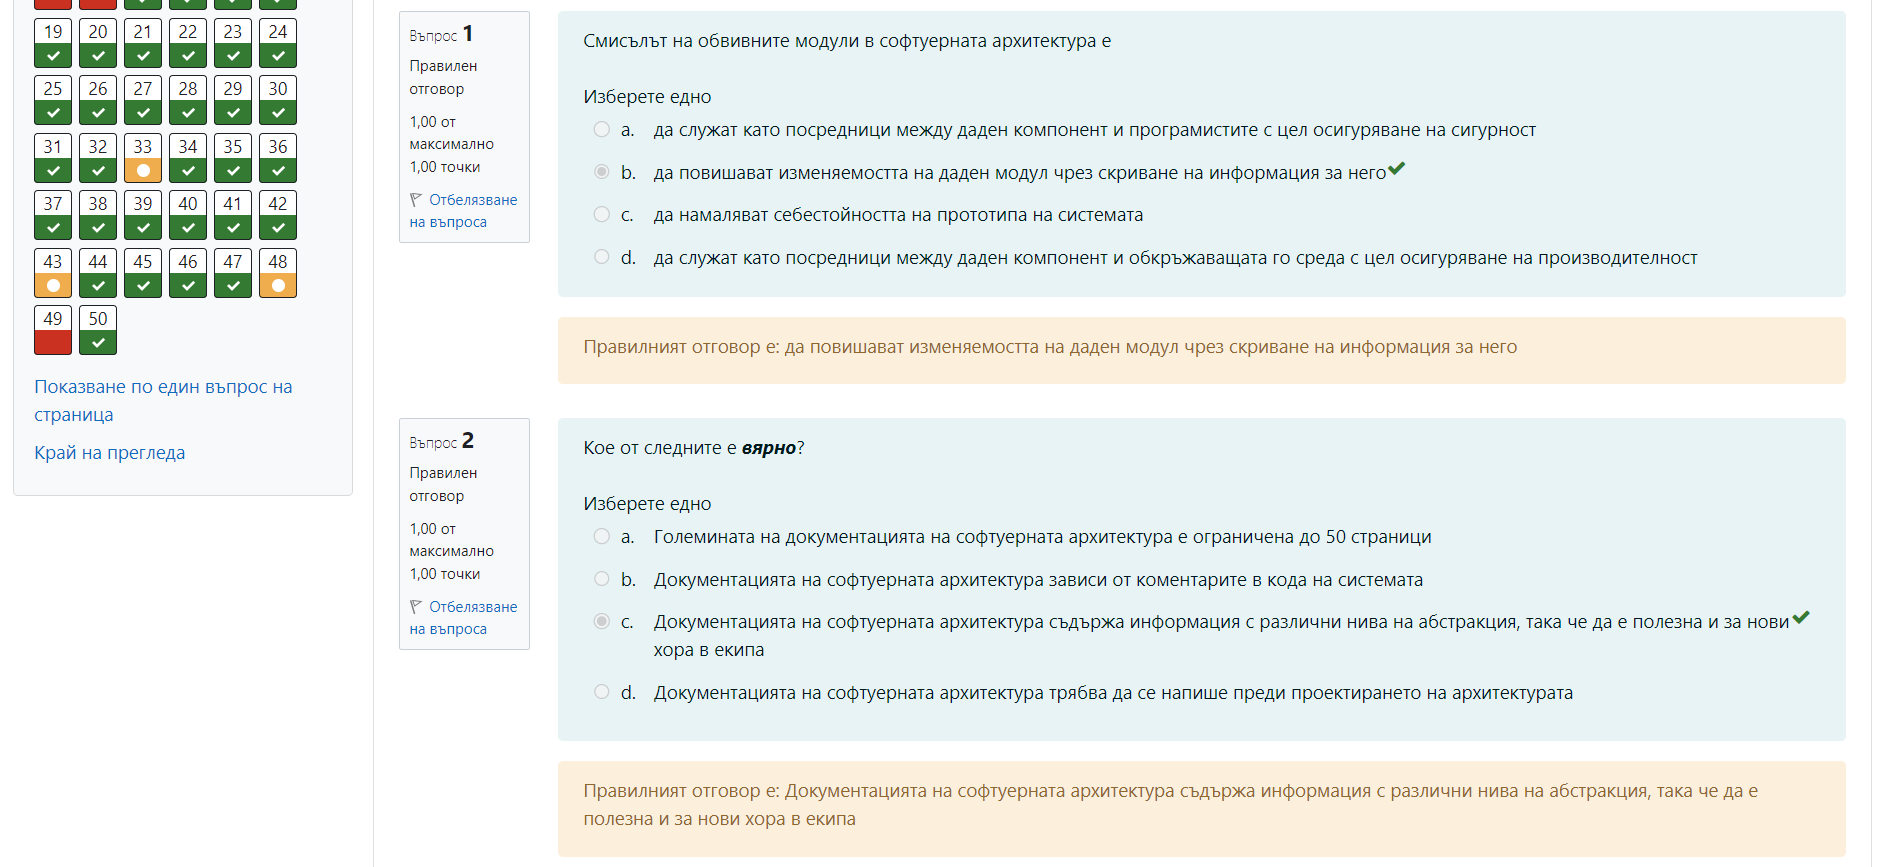 19 20 21 22 23 24
25 26 27 28 29 30
31 32 33 34 35 36
37 38 39 40 41 42
43 44 45 46 47 48
49 50
Показване по един въпрос на
страница
Край на прегледа
Въпрос 1
Правилен
отговор
1,00 от
максимално
1,00 точки
Отбелязване
на въпроса
Смисълът на обвивните модули в софтуерната архитектура е
Изберете едно
a. да служат като посредници между даден компонент и програмистите с цел осигуряване на сигурност
b. да повишават изменяемостта на даден модул чрез скриване на информация за него
c. да намаляват себестойността на прототипа на системата
d. да служат като посредници между даден компонент и обкръжаващата го среда с цел осигуряване на производителност
Правилният отговор е: да повишават изменяемостта на даден модул чрез скриване на информация за него
Въпрос 2
Правилен
отговор
1,00 от
максимално
1,00 точки
Отбелязване
на въпроса
Кое от следните е вярно?
Изберете едно
a. Големината на документацията на софтуерната архитектура е ограничена до 50 страници
b. Документацията на софтуерната архитектура зависи от коментарите в кода на системата
c. Документацията на софтуерната архитектура съдържа информация с различни нива на абстракция, така че да е полезна и за нови
хора в екипа
d. Документацията на софтуерната архитектура трябва да се напише преди проектирането на архитектурата
Правилният отговор е: Документацията на софтуерната архитектура съдържа информация с различни нива на абстракция, така че да е
полезна и за нови хора в екипа